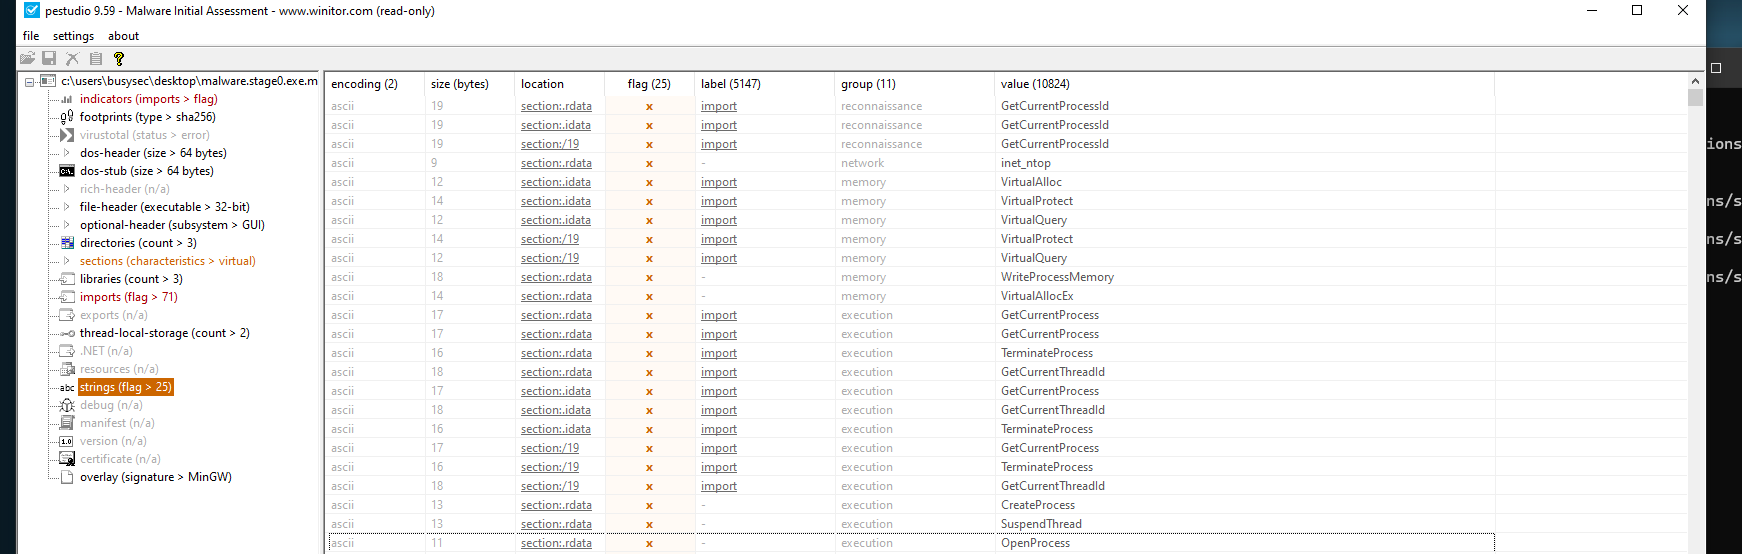 pestudio 9.59 - Malware Initial Assessment - www.winitor.com (read-only)
file settings about
c:\users\busysec\desktop\malware.stage0.exe.m
indicators (imports > flag)
footprints (type > sha256)
virustotal (status > error)
dos-header (size > 64 bytes)
dos-stub (size > 64 bytes)
rich-header (n/a)
file-header (executable > 32-bit)
optional-header (subsystem > GUI)
directories (count > 3)
sections (characteristics > virtual)
libraries (count > 3)
imports (flag > 71)
exports (n/a)
thread-local-storage (count > 2)
.NET (n/a)
resources (n/a)
abc strings (flag > 25)
debug (n/a)
manifest (n/a)
1.0 version (n/a)
certificate (n/a)
overlay (signature > MinGW)
encoding (2) size (bytes) location flag (25) label (5147) group (11) value (10824)
ascii 19 section:.rdata x import reconnaissance GetCurrentProcessId
ascii 19 section:.idata x import reconnaissance GetCurrentProcessId
ascii 19 section:/19 x import reconnaissance GetCurrentProcessId
ascii 9 section:.rdata x - network inet_ntop
ascii 12 section:.idata x import memory VirtualAlloc
ascii 14 section:.idata x import memory VirtualProtect
ascii 12 section:.idata x import memory VirtualQuery
ascii 14 section:/19 x import memory VirtualProtect
ascii 12 section:/19 x import memory VirtualQuery
ascii 18 section:.rdata x - memory WriteProcessMemory
ascii 14 section:.rdata x - memory VirtualAllocEx
ascii 17 section:.rdata x import execution GetCurrentProcess
ascii 17 section:.rdata x import execution GetCurrentProcess
ascii 16 section:.rdata x import execution TerminateProcess
ascii 18 section:.rdata x import execution GetCurrentThreadId
ascii 17 section:.idata x import execution GetCurrentProcess
ascii 18 section:.idata x import execution GetCurrentThreadId
ascii 16 section:.idata x import execution TerminateProcess
ascii 17 section:/19 x import execution GetCurrentProcess
ascii 16 section:/19 x import execution TerminateProcess
ascii 18 section:/19 x import execution GetCurrentThreadId
ascii 13 section:.rdata x - execution CreateProcess
ascii 13 section:.rdata x - execution SuspendThread
ascii 11 section:.rdata x - execution OpenProcess
ions
ns/s
ns/s
ns/s